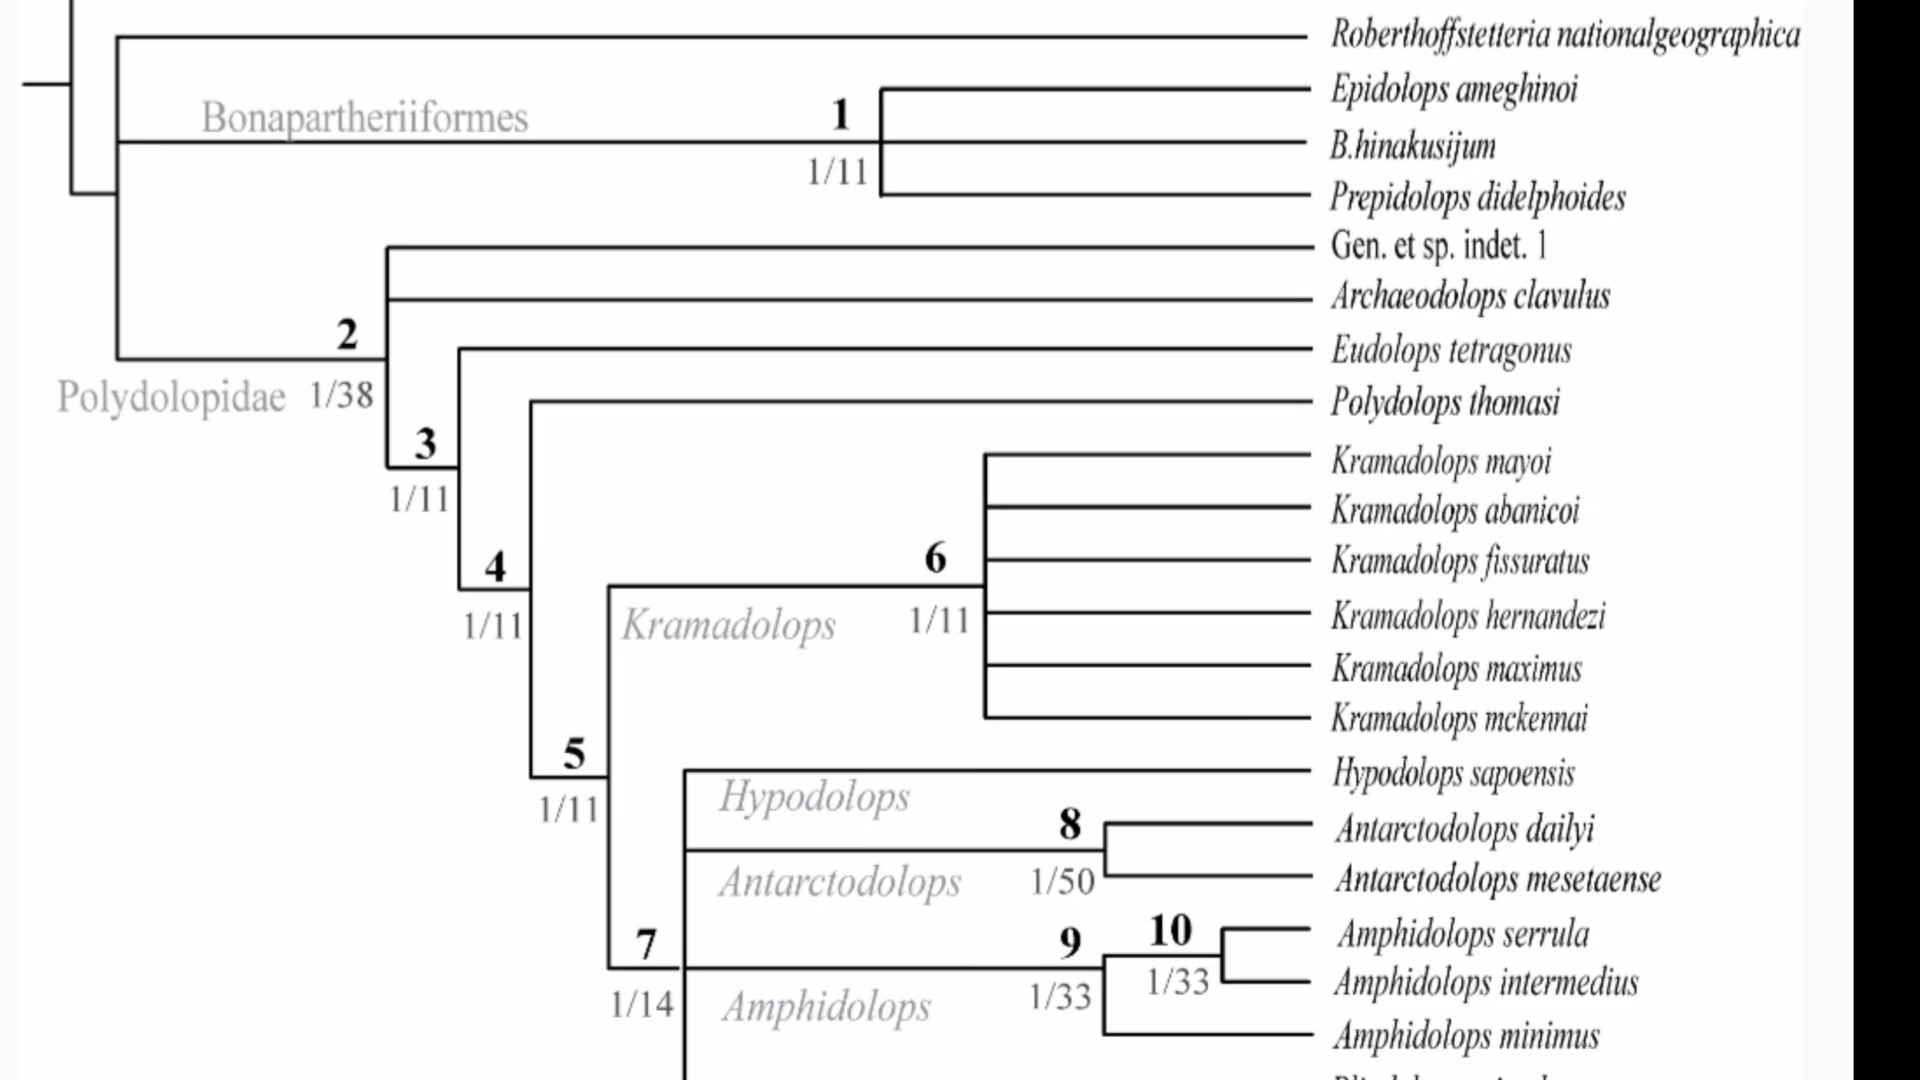 Roberthoffstetteria nationalgeographica
Epidolops ameghinoi
Bonapartheriiformes
1
B.hinakusijum
1/11
Prepidolops didelphoides
Gen. et sp. indet. 1
Archaeodolops clavulus
2
Eudolops tetragonus
Polydolopidae 1/38
Polydolops thomasi
3
Kramadolops mayoi
1/11
Kramadolops abanicoi
4
6
Kramadolops fissuratus
1/11
Kramadolops
1/11
Kramadolops hernandezi
Kramadolops maximus
Kramadolops mckennai
5
Hypodolops sapoensis
1/11
Hypodolops
8
Antarctodolops dailyi
Antarctodolops
1/50
Antarctodolops mesetaense
7
9
10
Amphidolops serrula
1/14
Amphidolops
1/33
1/33
Amphidolops intermedius
Amphidolops minimus